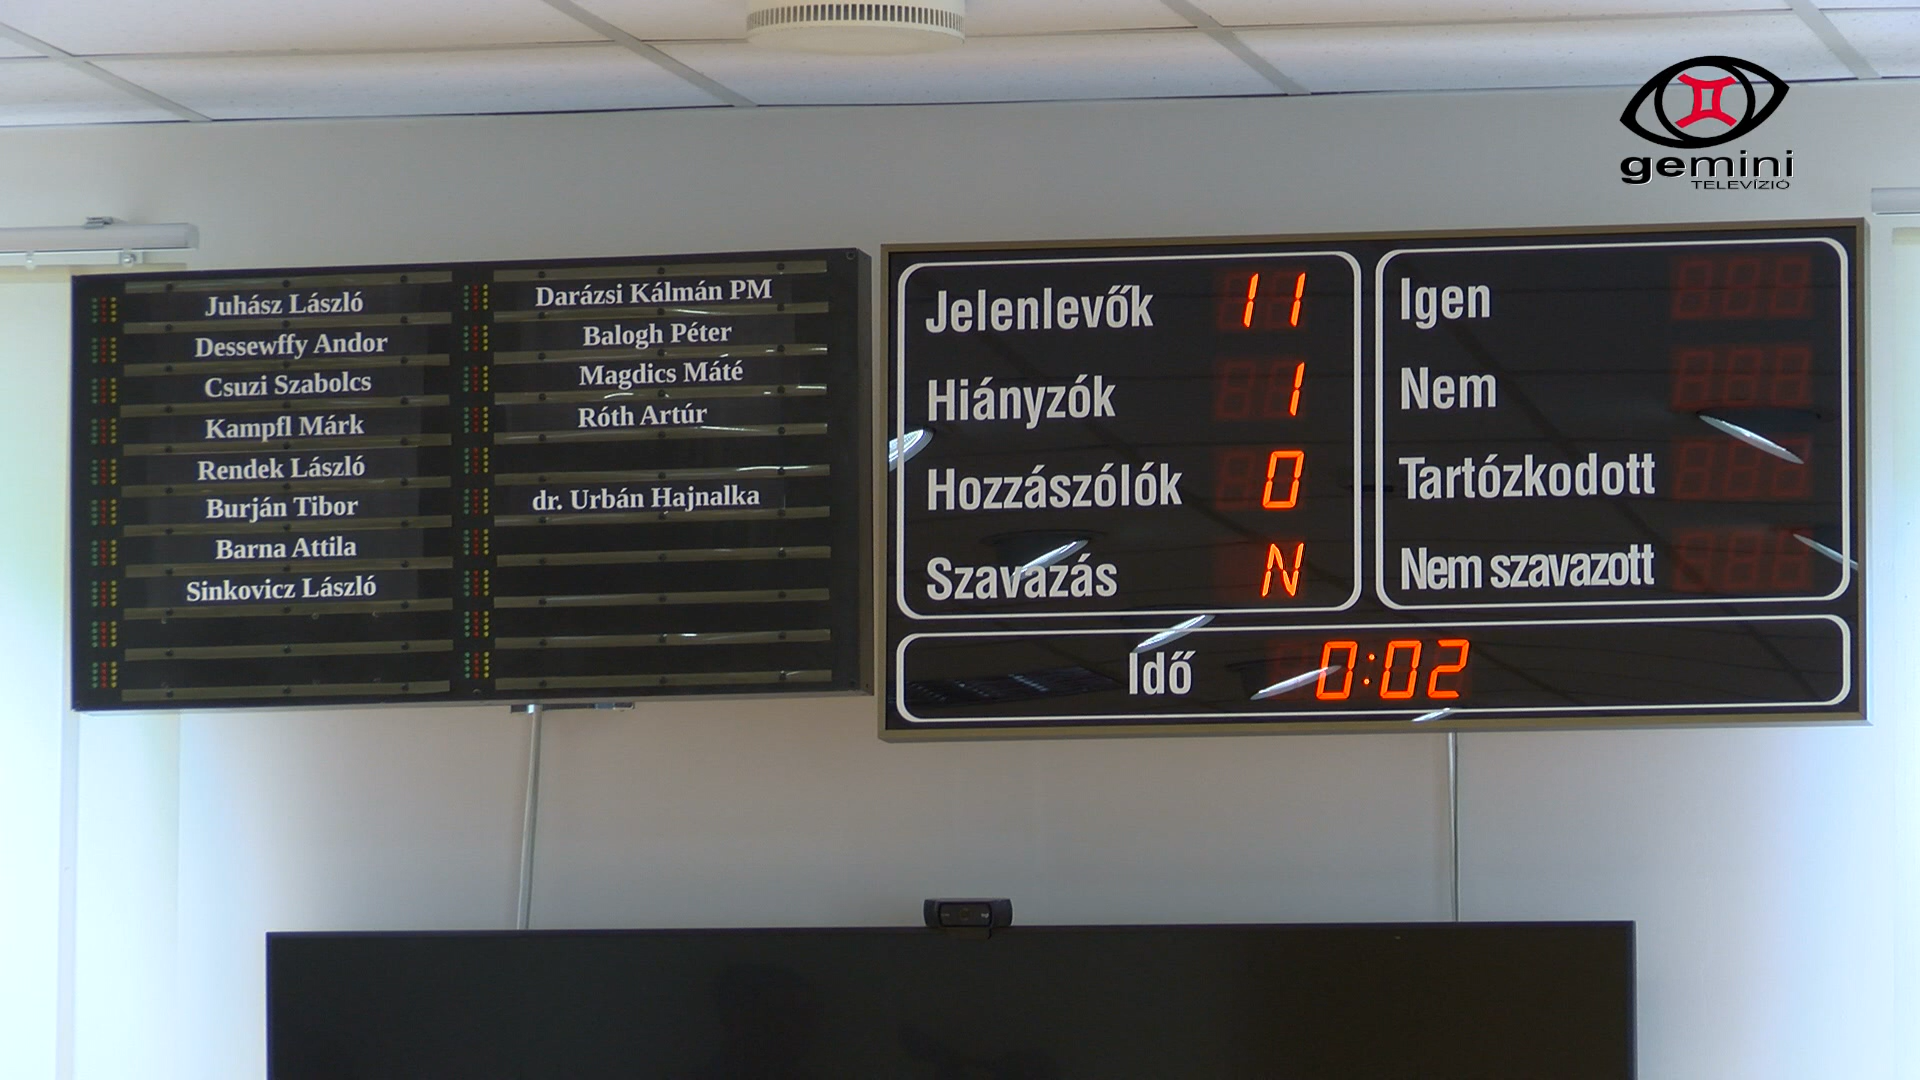 gemini
TELEVÍZIÓ
Juhász László
Dessewffy Andor
Csuzi Szabolcs
Kampfl Márk
Rendek László
Burján Tibor
Barna Attila
Sinkovicz László
Darázsi Kálmán PM
Balogh Péter
Magdics Máté
Róth Artúr
dr. Urbán Hajnalka
Jelenlevők 11
Hiányzók 1
Hozzászólók 0
Szavazás N
Igen
Nem
Tartózkodott
Nem szavazott
Idő 0:02